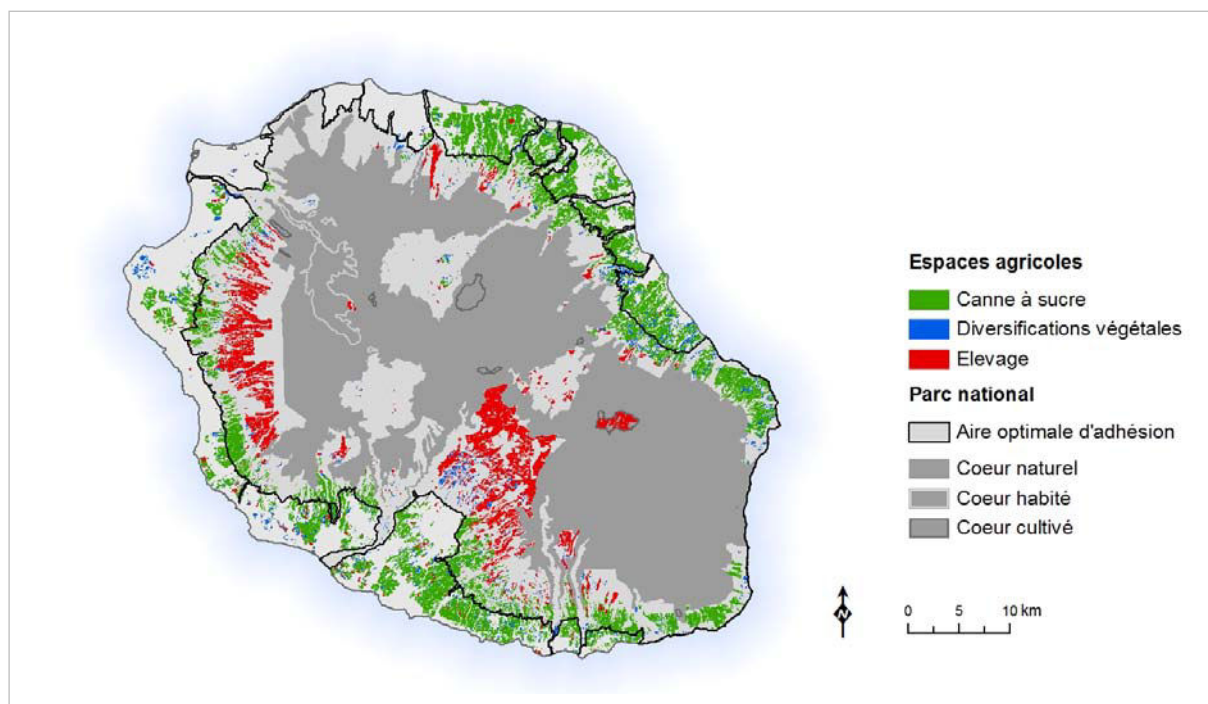 Espaces agricoles
Canne à sucre
Diversifications végétales
Elevage
Parc national
Aire optimale d'adhésion
Coeur naturel
Coeur habité
Coeur cultivé
N
0 5 10 km